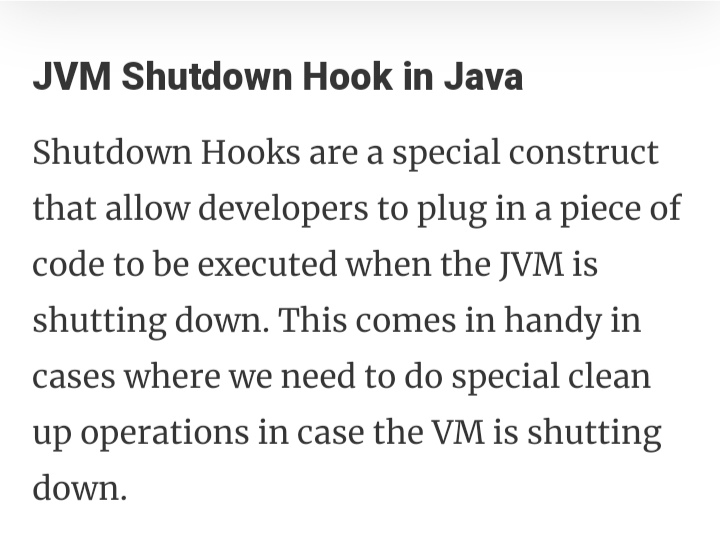 JVM Shutdown Hook in Java
Shutdown Hooks are a special construct
that allow developers to plug in a piece of
code to be executed when the JVM is
shutting down. This comes in handy in
cases where we need to do special clean
up operations in case the VM is shutting
down.